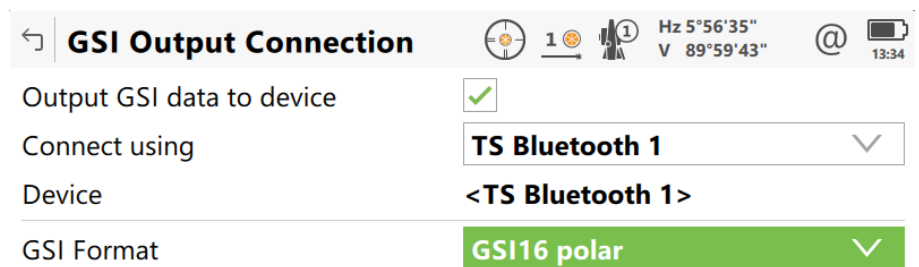 GSI Output Connection 1 1 Hz 5°56'35"
V 89°59'43" @ 13:34
Output GSI data to device
Connect using TS Bluetooth 1
Device <TS Bluetooth 1>
GSI Format GSI16 polar